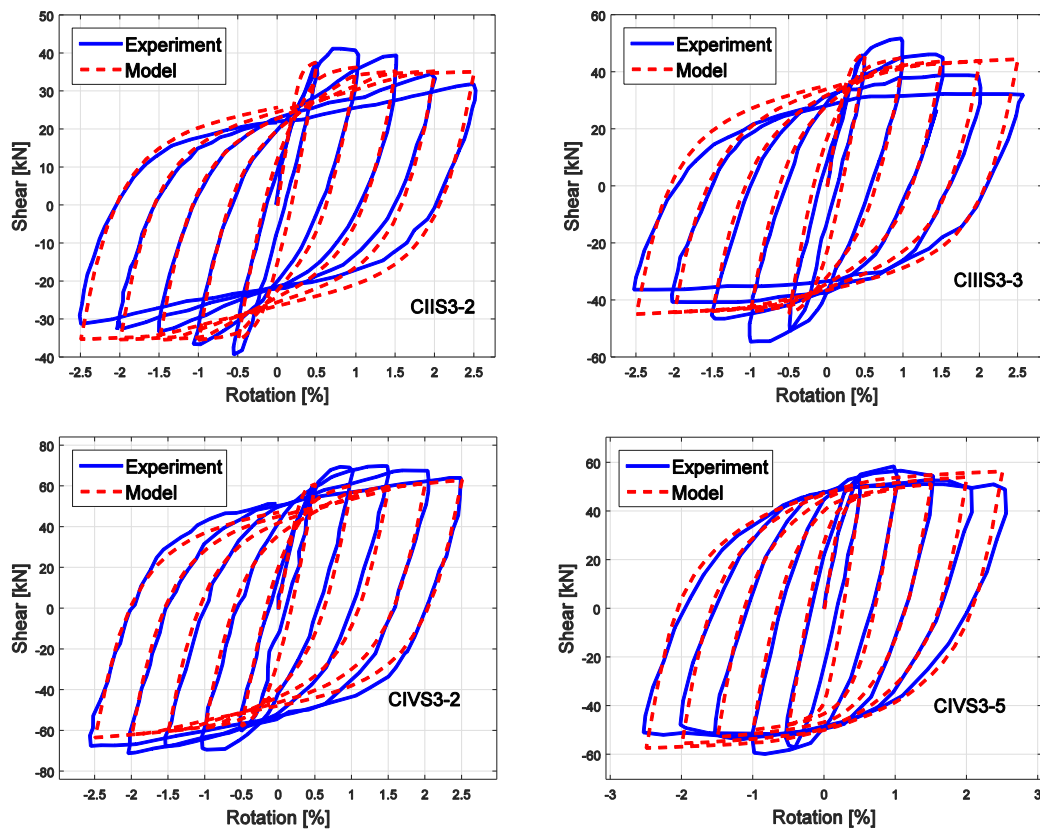 50
40
30
20
10
0
-10
-20
-30
-40
Shear [kN]
Experiment
Model
CIIS3-2
-2.5 -2 -1.5 -1 -0.5 0 0.5 1 1.5 2 2.5
Rotation [%]
60
40
20
0
-20
-40
-60
Shear [kN]
Experiment
Model
CIIIS3-3
-2.5 -2 -1.5 -1 -0.5 0 0.5 1 1.5 2 2.5
Rotation [%]
80
60
40
20
0
-20
-40
-60
-80
Shear [kN]
Experiment
Model
CIVS3-2
-2.5 -2 -1.5 -1 -0.5 0 0.5 1 1.5 2 2.5
Rotation [%]
60
40
20
0
-20
-40
-60
Shear [kN]
Experiment
Model
CIVS3-5
-3 -2 -1 0 1 2 3
Rotation [%]